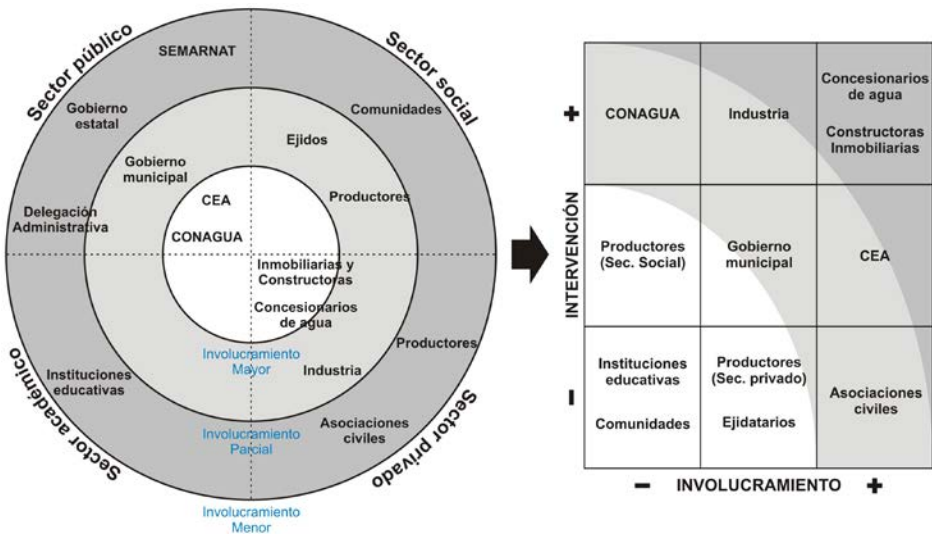 Sector público
Sector social
SEMARNAT
Gobierno
estatal
Comunidades
Ejidos
Gobierno
municipal
CEA
Productores
Delegación
Administrativa
CONAGUA
Inmobiliarias y
Constructoras
Concesionarios
de agua
Productores
Involucramiento
Mayor
Industria
Instituciones
educativas
Asociaciones
civiles
Involucramiento
Parcial
Sector académico
Sector privado
Involucramiento
Menor
INTERVENCIÓN
+
−
CONAGUA
Industria
Concesionarios
de agua
Constructoras
Inmobiliarias
Productores
(Sec. Social)
Gobierno
municipal
CEA
Instituciones
educativas
Comunidades
Productores
(Sec. privado)
Ejidatarios
Asociaciones
civiles
− INVOLUCRAMIENTO +